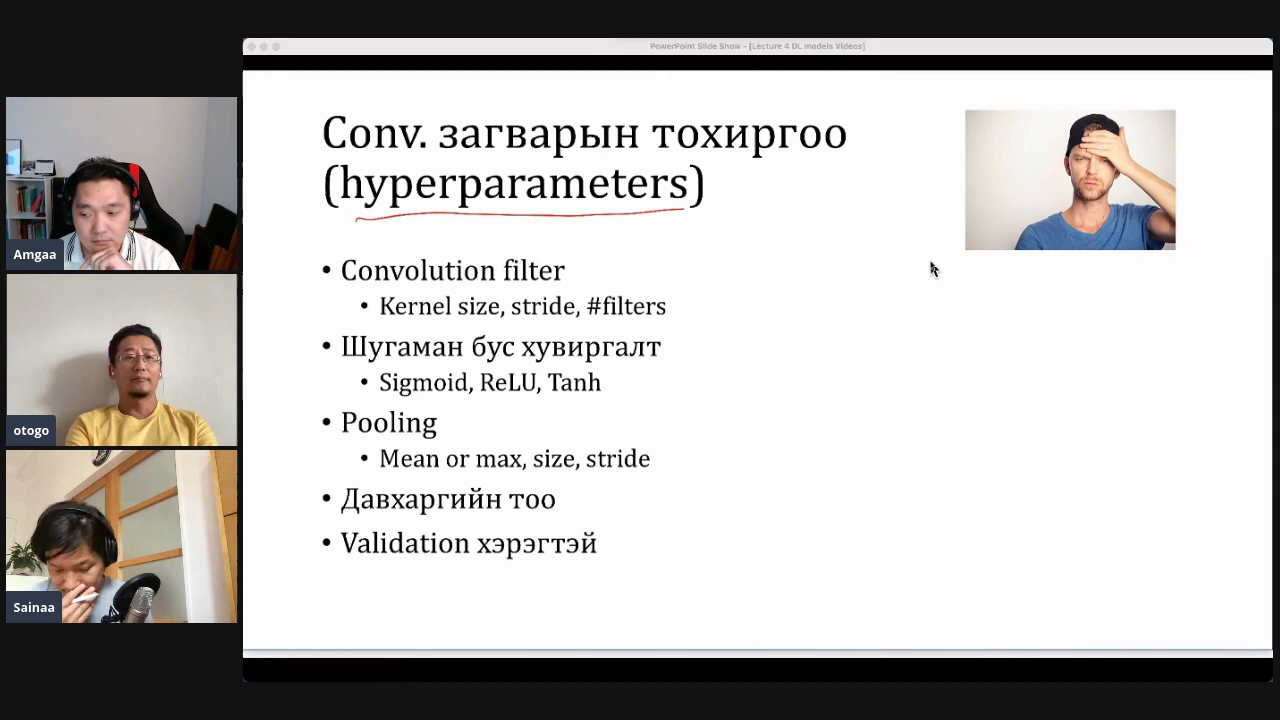 PowerPoint Slide Show - [Lecture 4 DL models Videos]
Conv. загварын тохиргоо
(hyperparameters)
• Convolution filter
• Kernel size, stride, #filters
• Шугаман бус хувиргалт
• Sigmoid, ReLU, Tanh
• Pooling
• Mean or max, size, stride
• Давхаргийн тоо
• Validation хэрэгтэй
Amgaa
otogo
Sainaa